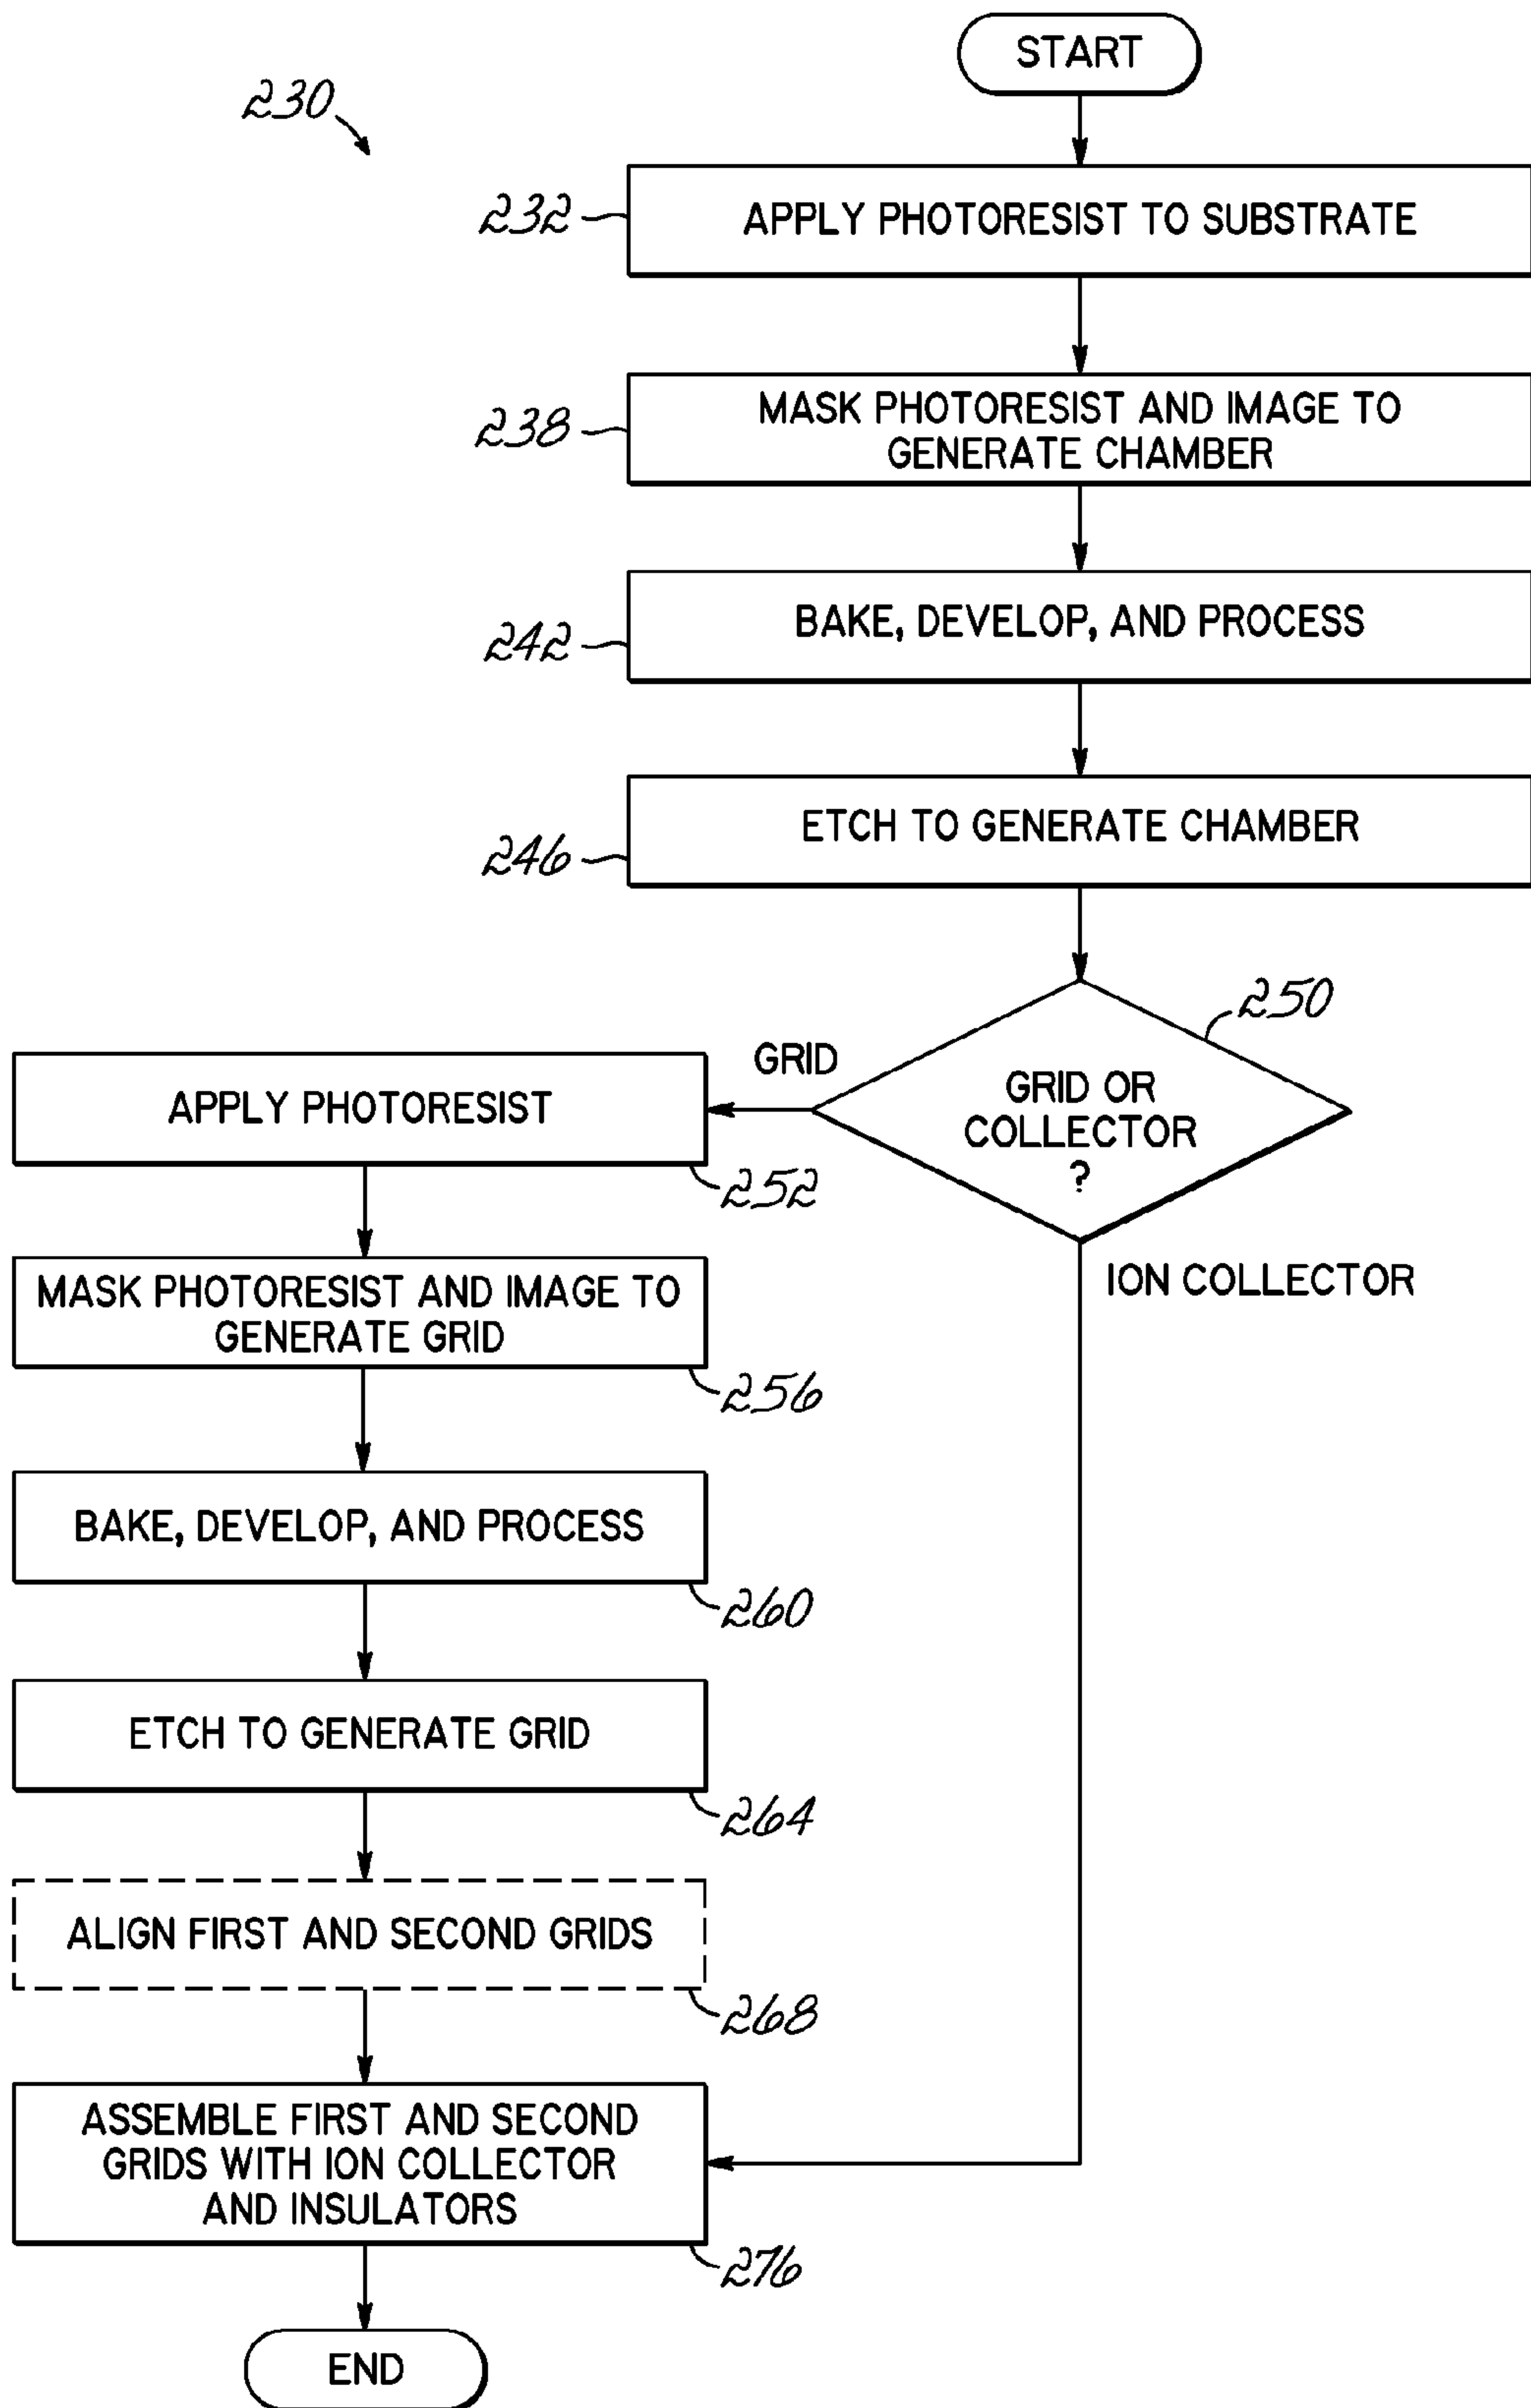 START
230
232
APPLY PHOTORESIST TO SUBSTRATE
238
MASK PHOTORESIST AND IMAGE TO
GENERATE CHAMBER
242
BAKE, DEVELOP, AND PROCESS
246
ETCH TO GENERATE CHAMBER
250
GRID OR
COLLECTOR
?
GRID
ION COLLECTOR
APPLY PHOTORESIST
252
MASK PHOTORESIST AND IMAGE TO
GENERATE GRID
256
BAKE, DEVELOP, AND PROCESS
260
ETCH TO GENERATE GRID
264
ALIGN FIRST AND SECOND GRIDS
268
ASSEMBLE FIRST AND SECOND
GRIDS WITH ION COLLECTOR
AND INSULATORS
276
END